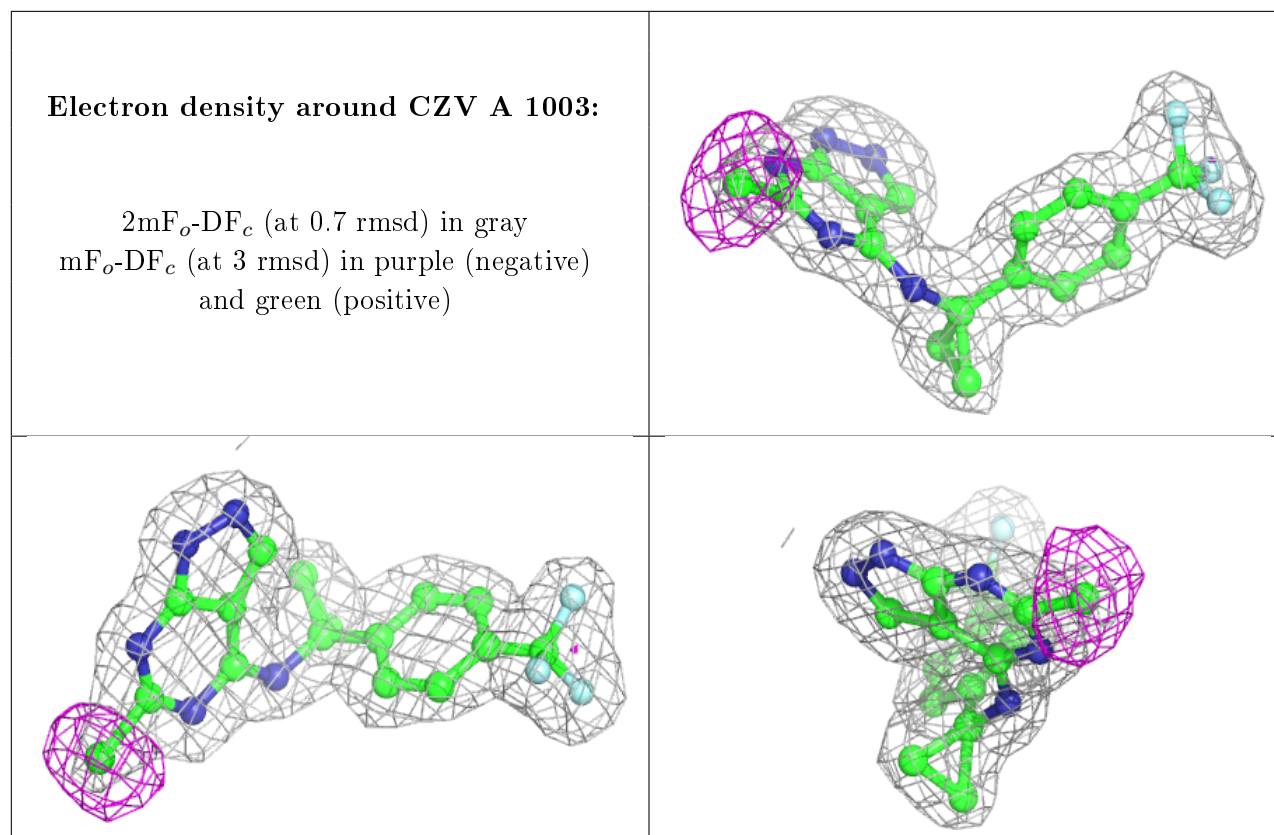 Electron density around CZV A 1003:
2mFo-DFc (at 0.7 rmsd) in gray
mFo-DFc (at 3 rmsd) in purple (negative)
and green (positive)